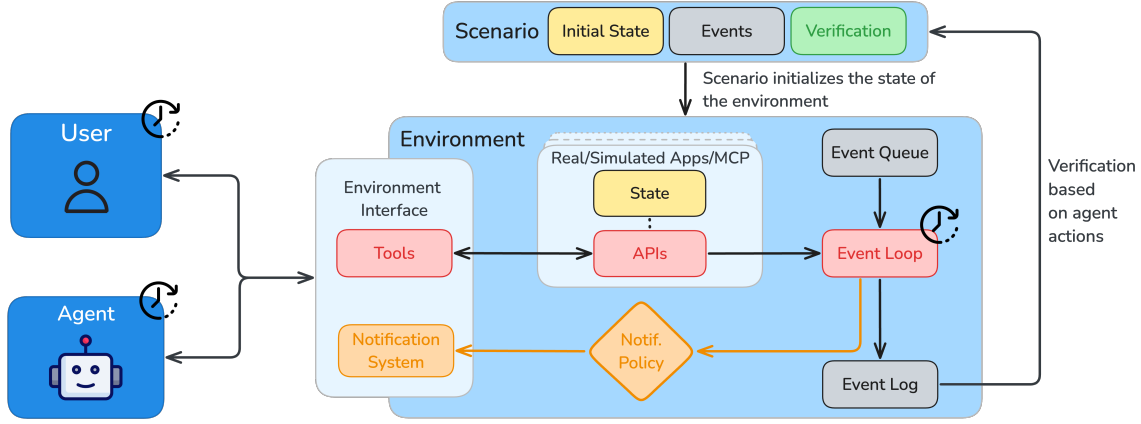 Scenario
Initial State
Events
Verification
Scenario initializes the state of
the environment
User
Agent
Environment
Environment
Interface
Tools
Notification
System
Real/Simulated Apps/MCP
State
APIs
Notif.
Policy
Event Queue
Event Loop
Event Log
Verification
based
on agent
actions